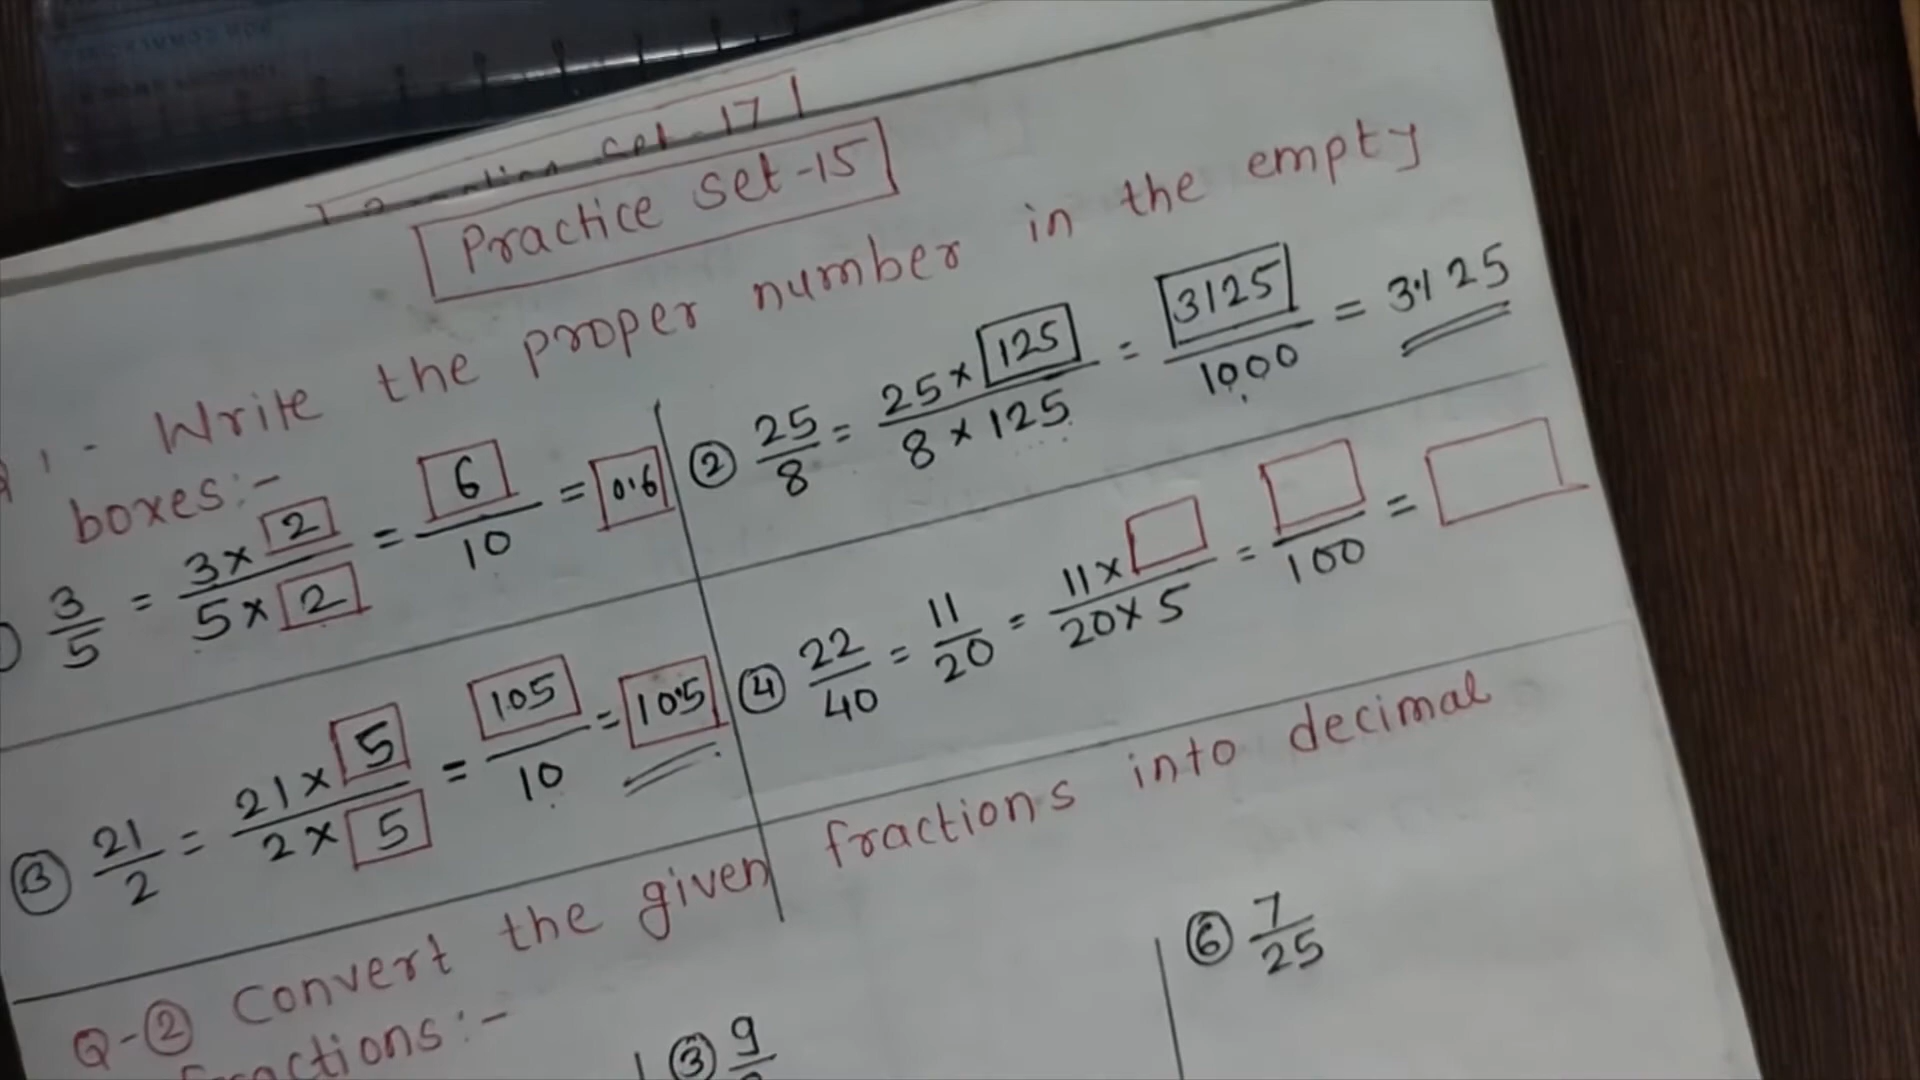 Practice set-15
1- Write the proper number in the empty
boxes:-
3/5 = 3×2/5×2 = 6/10 = 0.6
② 25/8 = 25×125/8×125 = 3125/1000 = 3.125
③ 21/2 = 21×5/2×5 = 105/10 = 10.5
④ 22/40 = 11/20 = 11×□/20×5 = □/100 = □
Q-② Convert the given fractions into decimal
fractions:-
③ 9
⑥ 7/25